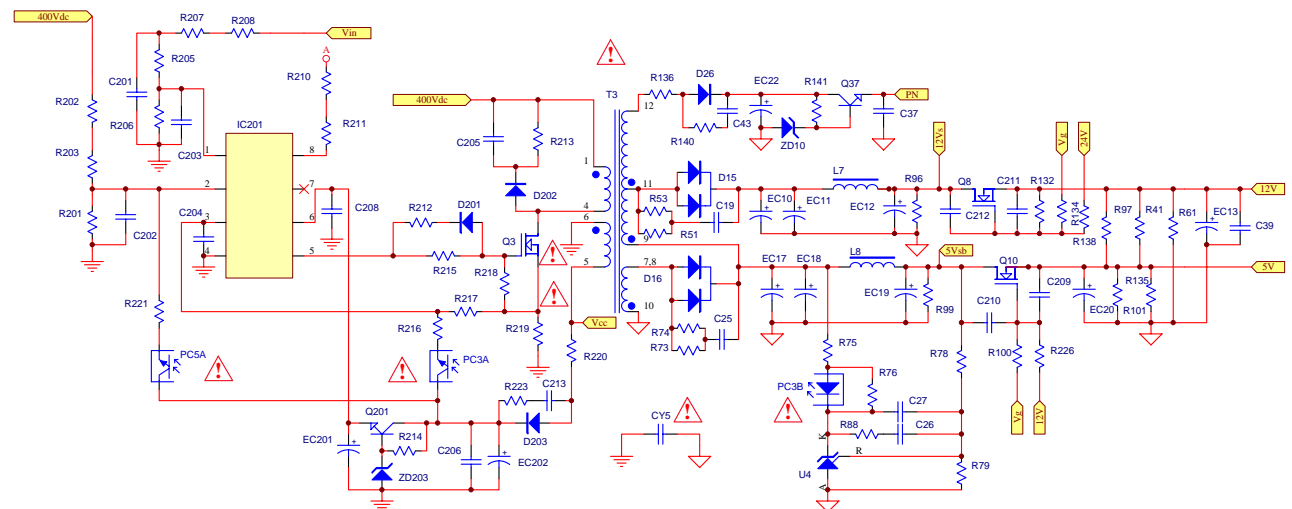 400Vdc
R207
R208
Vin
A
R205
R210
C201
R202
R206
R211
C203
IC201
R203
1
2
3
4
8
7
6
5
R201
C202
C204
C208
R221
PC5A
400Vdc
C205
R213
D202
R212
D201
Q3
R215
R218
R217
R216
R219
PC3A
Vcc
R220
R223
C213
D203
Q201
R214
EC201
ZD203
C206
EC202
T3
1
4
6
5
12
11
9
7,8
10
R136
D26
EC22
R141
Q37
PN
C43
C37
R140
ZD10
D15
R53
R51
C19
D16
R74
R73
C25
CY5
L7
EC10
EC11
EC12
R96
12Vs
Q8
C211
C212
R132
Vg
24V
R134
R138
R97
R41
R61
EC13
C39
12V
L8
5Vsb
EC17
EC18
EC19
R99
Q10
C210
C209
EC20
R135
R101
5V
R75
R78
R100
R226
Vg
12V
PC3B
R76
C27
C26
R88
K
R
A
U4
R79